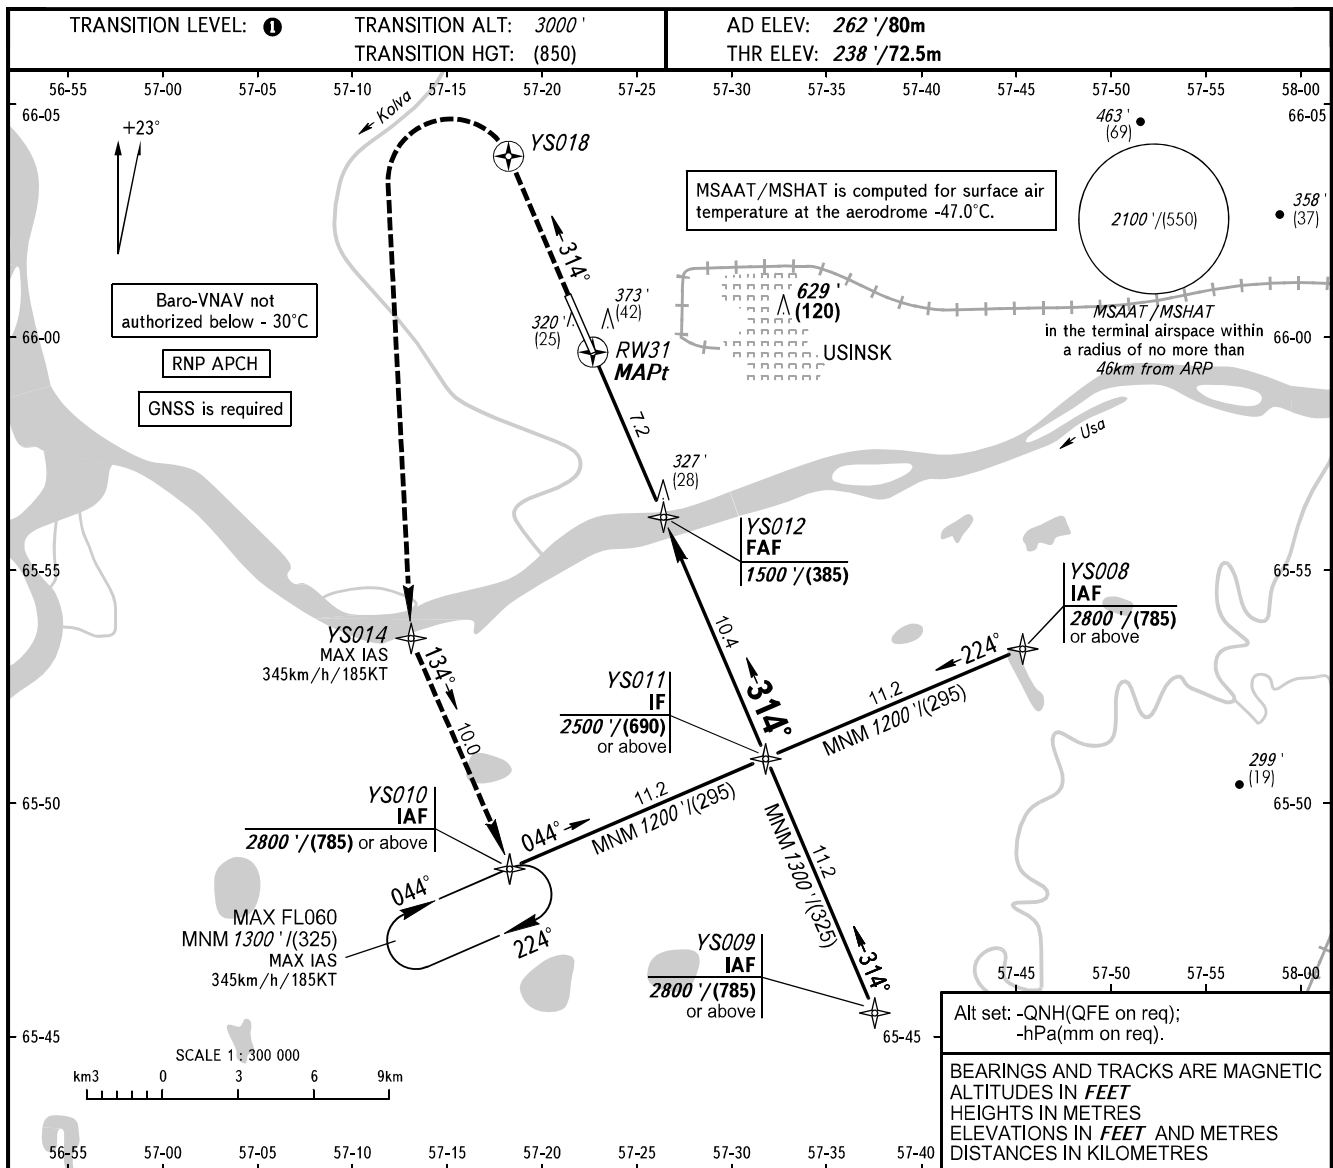 TRANSITION LEVEL: ❶ TRANSITION ALT: 3000 '
TRANSITION HGT: (850)
AD ELEV: 262 '/80m
THR ELEV: 238 '/72.5m
56-55 57-00 57-05 57-10 57-15 57-20 57-25 57-30 57-35 57-40 57-45 57-50 57-55 58-00
66-05 66-05
Kolva
+23°
YS018
463 '
(69)
MSAAT/MSHAT is computed for surface air
temperature at the aerodrome -47.0°C.
2100 '/(550)
358 '
(37)
314°
Baro-VNAV not
authorized below - 30°C
373 '
(42)
320 '
(25)
629 '
(120)
MSAAT/MSHAT
in the terminal airspace within
a radius of no more than
46km from ARP
66-00 66-00
RNP APCH
RW31
MAPt
USINSK
GNSS is required
7.2
Usa
327 '
(28)
YS012
FAF
1500 '/(385)
65-55 65-55
YS008
IAF
2800 '/(785)
or above
10.4
YS014
MAX IAS
345km/h/185KT
134°
224°
YS011
IF
2500 '/(690)
or above
314°
11.2
MNM 1200 '/(295)
10.0
299 '
(19)
65-50 65-50
YS010
IAF
2800 '/(785) or above
11.2
044°
MNM 1200 '/(295)
11.2
MNM 1300 '/(325)
044°
MAX FL060
MNM 1300 '/(325)
MAX IAS
345km/h/185KT
224°
YS009
IAF
2800 '/(785)
or above
314°
57-45 57-50 57-55 58-00
65-45 65-45
Alt set: -QNH(QFE on req);
-hPa(mm on req).
SCALE 1 : 300 000
km3 0 3 6 9km
BEARINGS AND TRACKS ARE MAGNETIC
ALTITUDES IN FEET
HEIGHTS IN METRES
ELEVATIONS IN FEET AND METRES
DISTANCES IN KILOMETRES
56-55 57-00 57-05 57-10 57-15 57-20 57-25 57-30 57-35 57-40